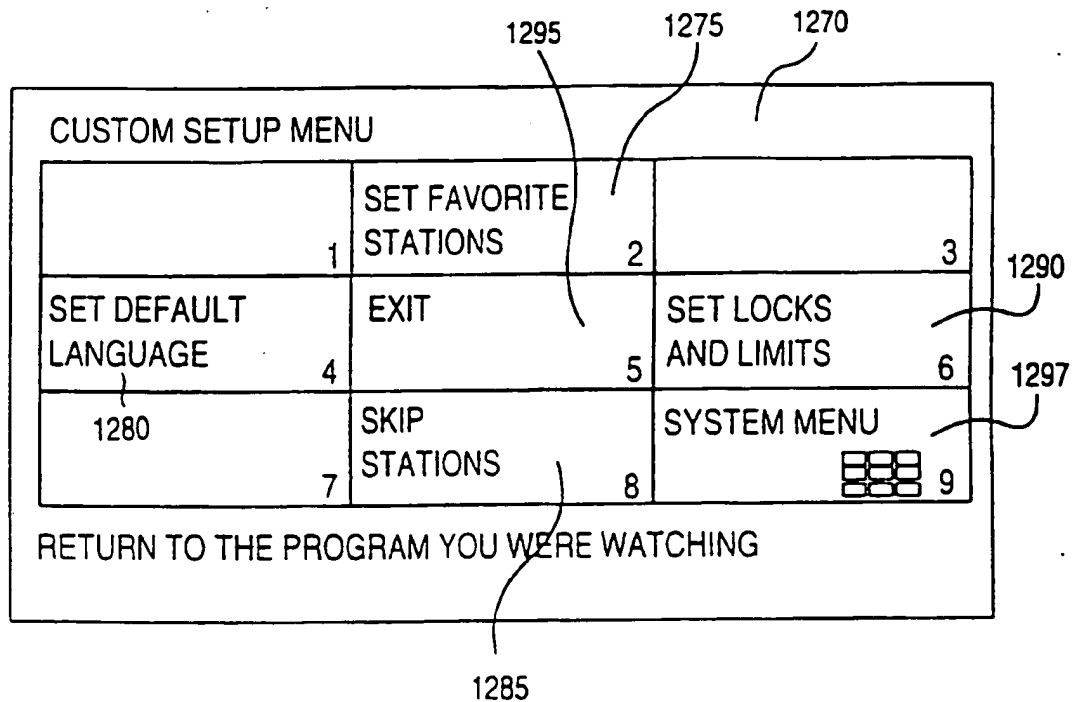 1295
1275
1270
CUSTOM SETUP MENU
1
SET FAVORITE
STATIONS
2
3
1290
SET DEFAULT
LANGUAGE
4
EXIT
5
SET LOCKS
AND LIMITS
6
1297
1280
7
SKIP
STATIONS
8
SYSTEM MENU
9
RETURN TO THE PROGRAM YOU WERE WATCHING
1285